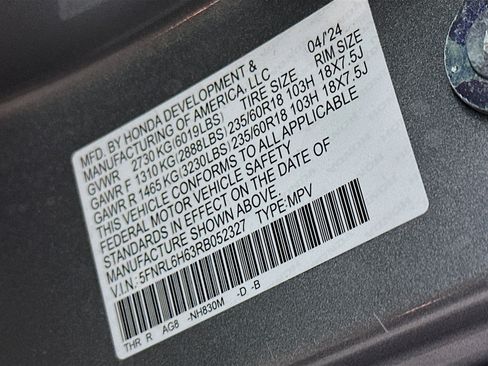 MFD. BY HONDA DEVELOPMENT & 04/'24
MANUFACTURING OF AMERICA, LLC
GVWR 2730 KG(6019LBS) TIRE SIZE RIM SIZE
GAWR F 1310 KG(2888LBS) 235/60R18 103H 18X7.5J
GAWR R 1465 KG(3230LBS) 235/60R18 103H 18X7.5J
THIS VEHICLE CONFORMS TO ALL APPLICABLE
FEDERAL MOTOR VEHICLE SAFETY
STANDARDS IN EFFECT ON THE DATE OF
MANUFACTURE SHOWN ABOVE.
V.I.N.: 5FNRL6H63RB052327 TYPE:MPV
THR R AG8 -NH830M -D -B